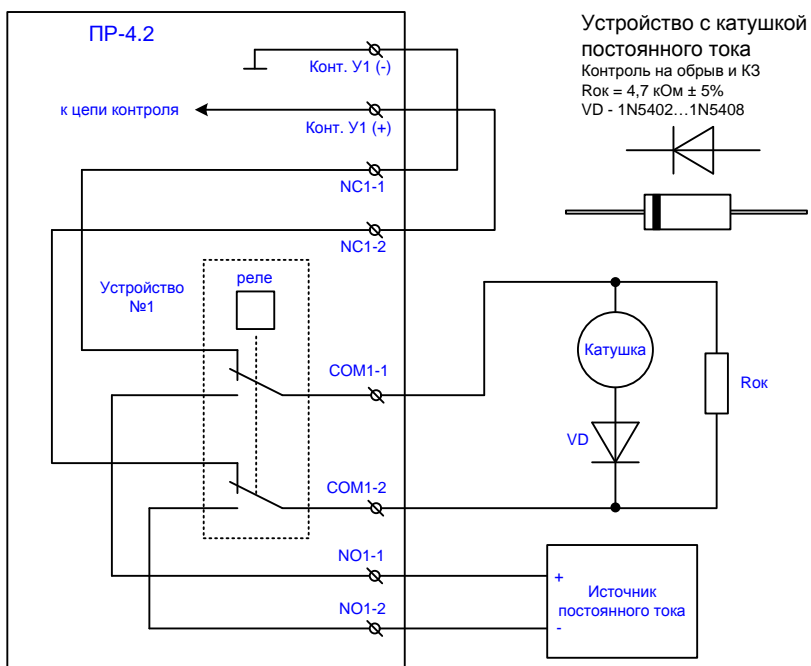 ПР-4.2
Устройство с катушкой
постоянного тока
Контроль на обрыв и КЗ
Rок = 4,7 кОм ± 5%
VD - 1N5402...1N5408
Конт. У1 (-)
к цепи контроля
Конт. У1 (+)
NC1-1
NC1-2
Устройство
№1
реле
COM1-1
Катушка
Rок
VD
COM1-2
NO1-1
+
Источник
постоянного тока
NO1-2
-